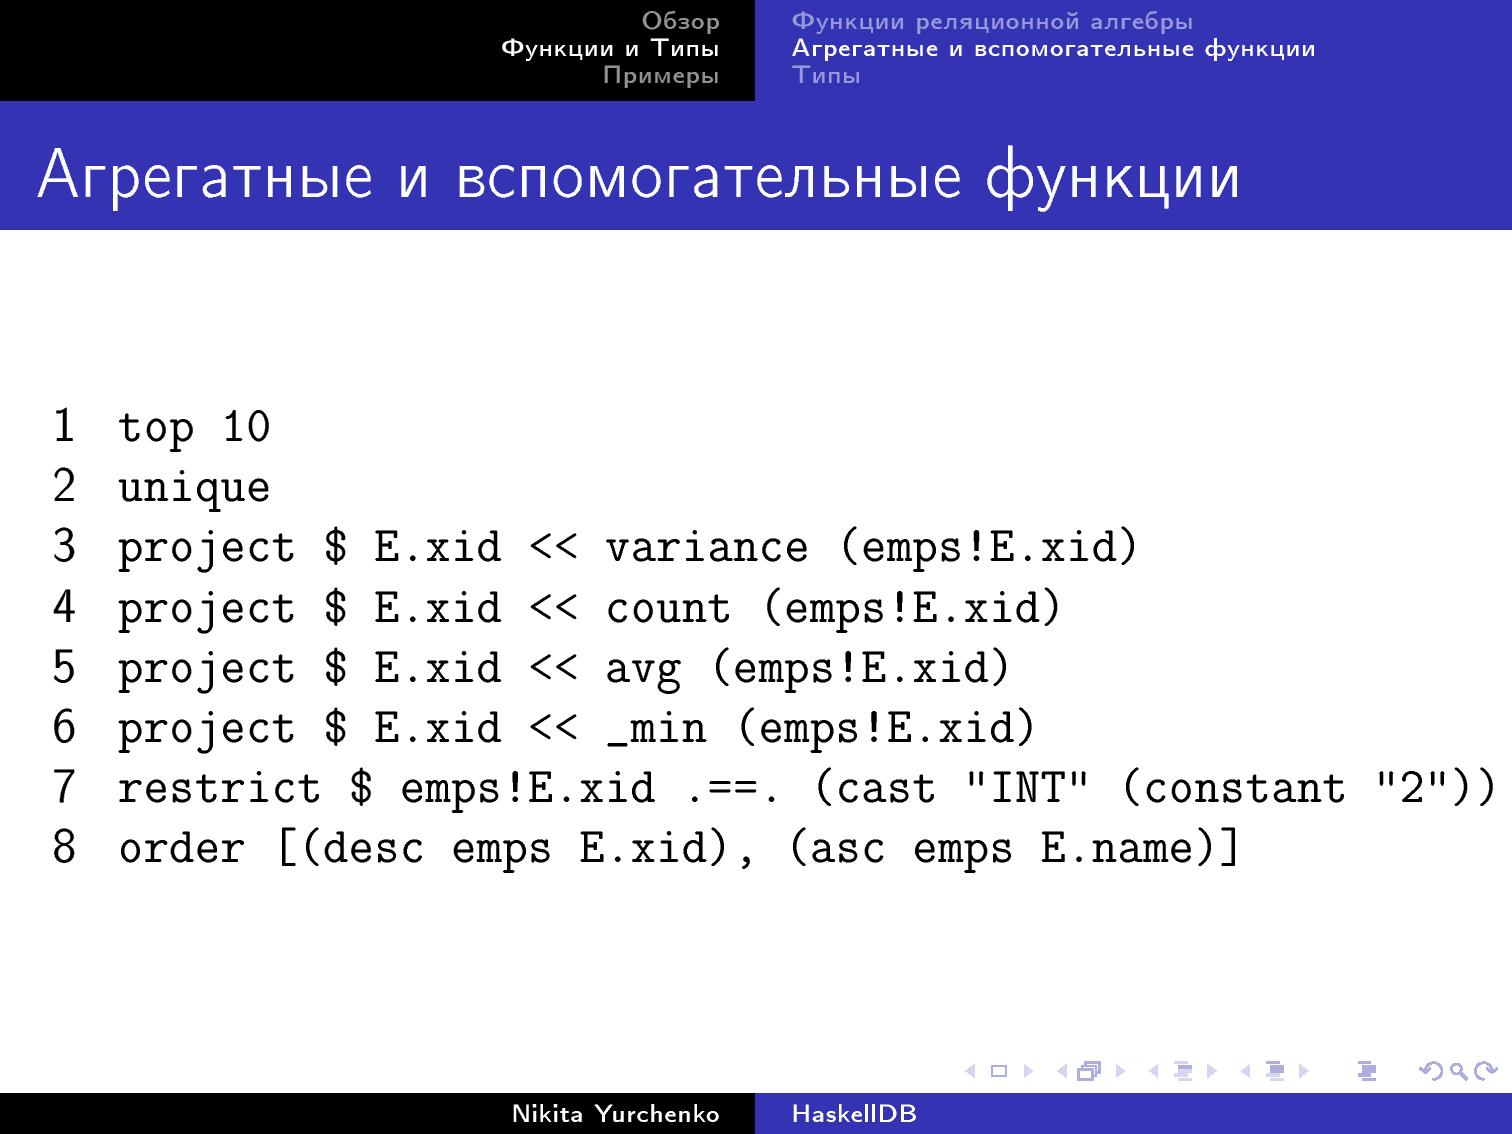 Обзор
Функции и Типы
Примеры
Функции реляционной алгебры
Агрегатные и вспомогательные функции
Типы
Агрегатные и вспомогательные функции
1 top 10
2 unique
3 project $ E.xid << variance (emps!E.xid)
4 project $ E.xid << count (emps!E.xid)
5 project $ E.xid << avg (emps!E.xid)
6 project $ E.xid << _min (emps!E.xid)
7 restrict $ emps!E.xid .==. (cast "INT" (constant "2"))
8 order [(desc emps E.xid), (asc emps E.name)]
Nikita Yurchenko
HaskellDB